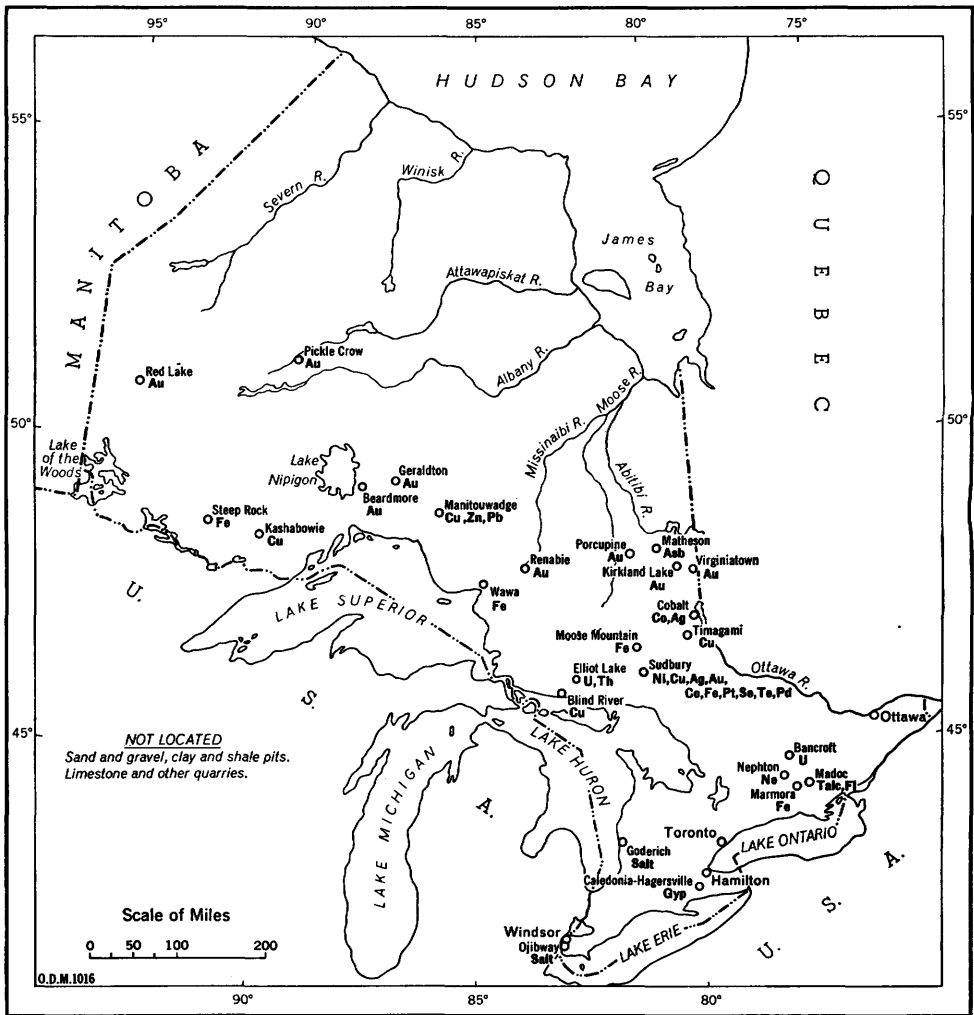 95°
90°
85°
80°
75°
HUDSON BAY
55°
55°
MANITOBA
Severn R.
Winisk R.
QUEBEC
James
Bay
Attawapiskat R.
Pickle Crow
Au
Red Lake
Au
Albany R.
Moose R.
50°
50°
Missinaibi R.
Abitibi R.
Lake
of the
Woods
Lake
Nipigon
Geraldton
Au
Beardmore
Au
Manitouwadge
Cu,Zn,Pb
Steep Rock
Fe
Kashabowie
Cu
Porcupine
Au
Matheson
Asb
Renabie
Au
Kirkland Lake
Au
Virginiatown
Au
Wawa
Fe
U.
LAKE SUPERIOR
Cobalt
Co,Ag
Timagami
Cu
Moose Mountain
Fe
Elliot Lake
U,Th
Sudbury
Ni,Cu,Ag,Au,
Co,Fe,Pt,Se,Te,Pd
Ottawa R.
Blind River
Cu
S.
Ottawa
45°
45°
NOT LOCATED
Sand and gravel, clay and shale pits.
Limestone and other quarries.
LAKE MICHIGAN
LAKE HURON
A.
Bancroft
U
Nephton
Ne
Madoc
Talc,Fl
Marmora
Fe
Toronto
LAKE ONTARIO
Goderich
Salt
Hamilton
Caledonia-Hagersville
Gyp
U. S. A.
Scale of Miles
0 50 100 200
Windsor
Ojibway
Salt
LAKE ERIE
O.D.M.1016
90°
85°
80°